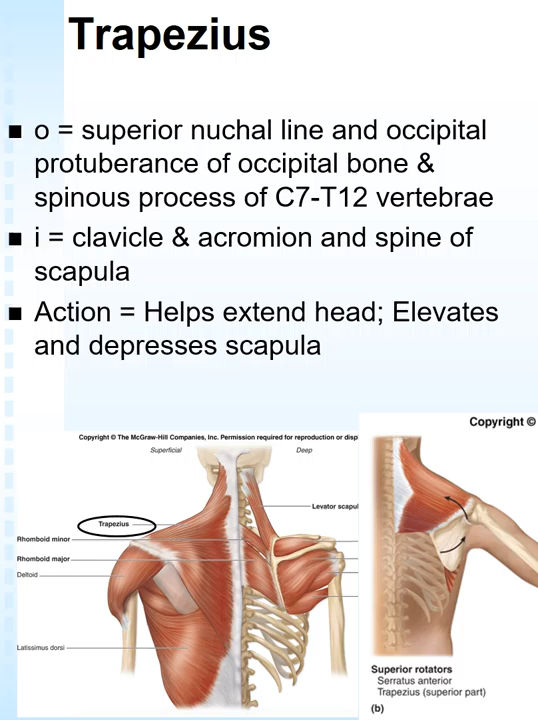 Trapezius
■ o = superior nuchal line and occipital
protuberance of occipital bone &
spinous process of C7-T12 vertebrae
■ i = clavicle & acromion and spine of
scapula
■ Action = Helps extend head; Elevates
and depresses scapula
Copyright © The McGraw-Hill Companies, Inc. Permission required for reproduction or disp
Superficial
Deep
Levator scapul
Trapezius
Rhomboid minor
Rhomboid major
Deltoid
Latissimus dorsi
Copyright ©
Superior rotators
Serratus anterior
Trapezius (superior part)
(b)